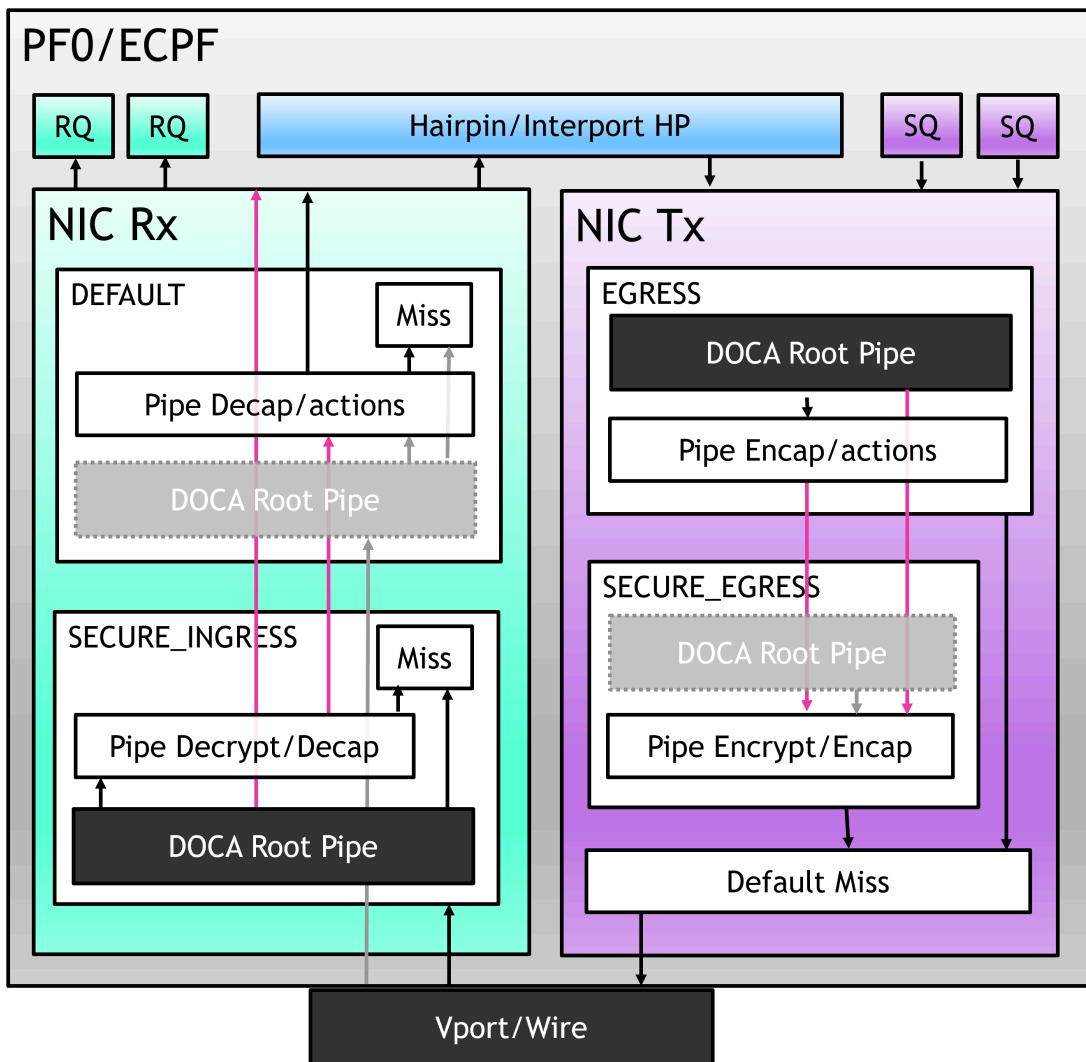 PF0/ECPF
RQ
RQ
Hairpin/Interport HP
SQ
SQ
NIC Rx
DEFAULT
Miss
Pipe Decap/actions
DOCA Root Pipe
SECURE_INGRESS
Miss
Pipe Decrypt/Decap
DOCA Root Pipe
NIC Tx
EGRESS
DOCA Root Pipe
Pipe Encap/actions
SECURE_EGRESS
DOCA Root Pipe
Pipe Encrypt/Encap
Default Miss
Vport/Wire